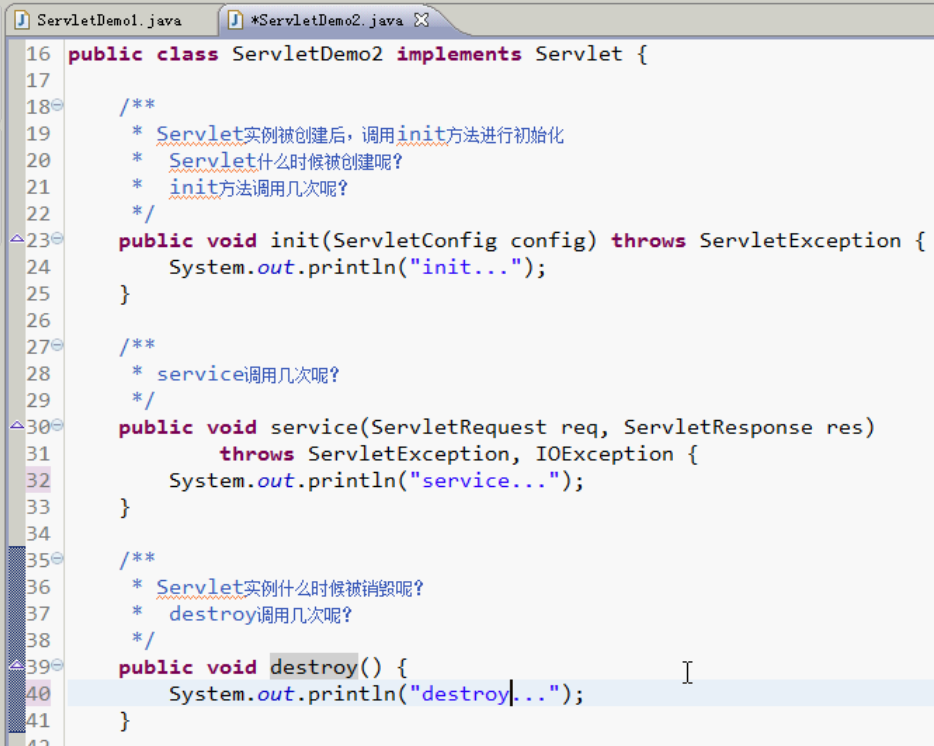 ServletDemo1.java *ServletDemo2.java
16 public class ServletDemo2 implements Servlet {
17
18 /**
19 * Servlet实例被创建后，调用init方法进行初始化
20 * Servlet什么时候被创建呢？
21 * init方法调用几次呢？
22 */
23 public void init(ServletConfig config) throws ServletException {
24 System.out.println("init...");
25 }
26
27 /**
28 * service调用几次呢？
29 */
30 public void service(ServletRequest req, ServletResponse res)
31 throws ServletException, IOException {
32 System.out.println("service...");
33 }
34
35 /**
36 * Servlet实例什么时候被销毁呢？
37 * destroy调用几次呢？
38 */
39 public void destroy() {
40 System.out.println("destroy...");
41 }
42